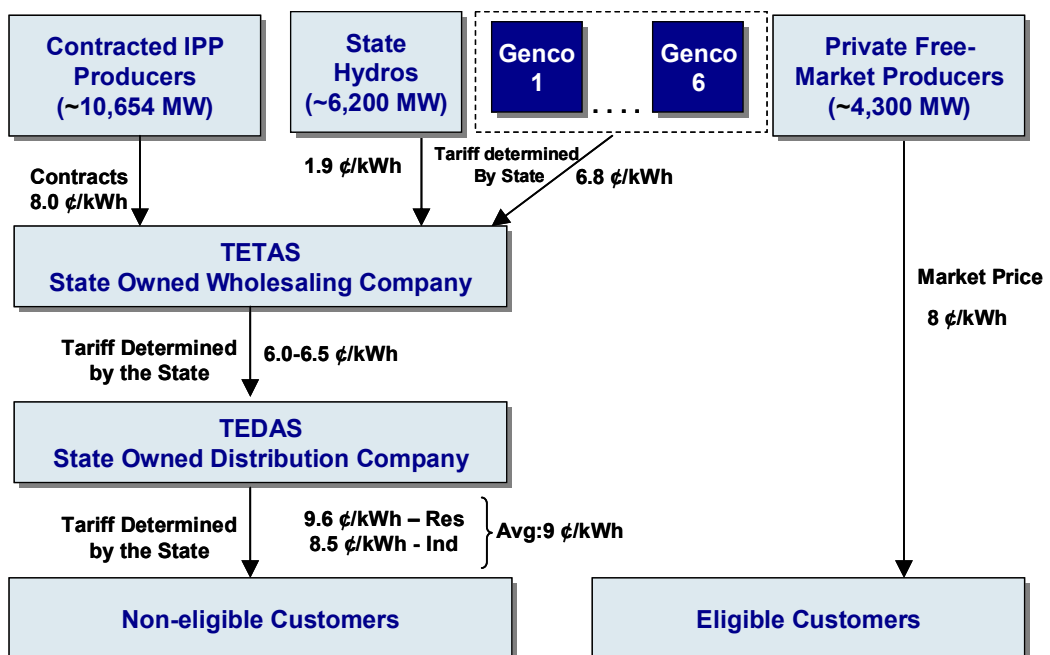 Contracted IPP
Producers
(~10,654 MW)
State
Hydros
(~6,200 MW)
Genco
1
. . . .
Genco
6
Private Free-
Market Producers
(~4,300 MW)
Contracts
8.0 ¢/kWh
1.9 ¢/kWh
Tariff determined
By State
6.8 ¢/kWh
TETAS
State Owned Wholesaling Company
Market Price
8 ¢/kWh
Tariff Determined
by the State
6.0-6.5 ¢/kWh
TEDAS
State Owned Distribution Company
Tariff Determined
by the State
9.6 ¢/kWh – Res
8.5 ¢/kWh - Ind
Avg:9 ¢/kWh
Non-eligible Customers
Eligible Customers